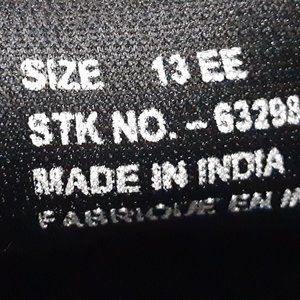 SIZE 13 EE
STK NO. - 63298
MADE IN INDIA
FABRIQUE EN